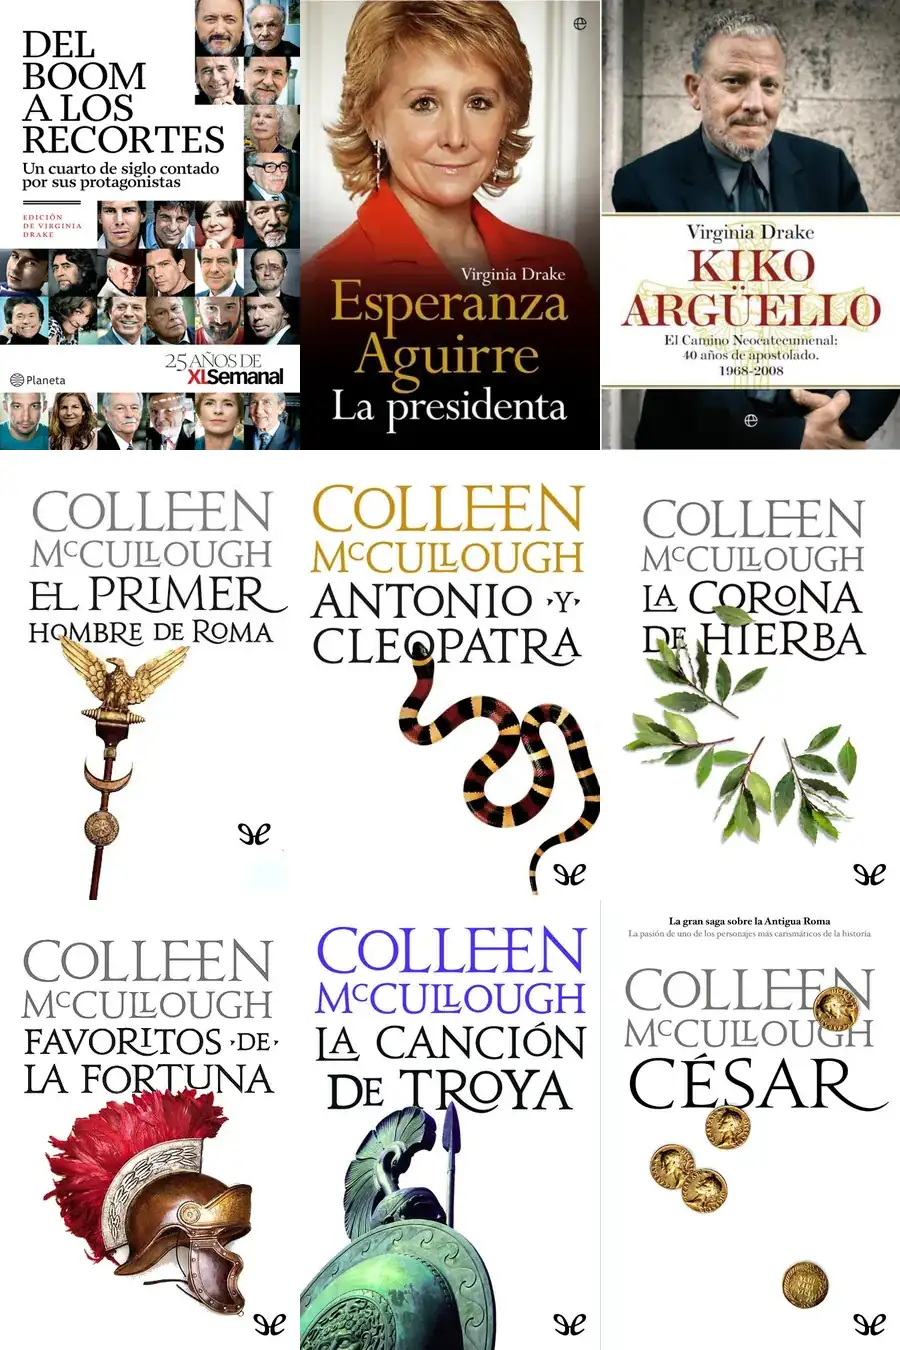 DEL
BOOM
A LOS
RECORTES
Un cuarto de siglo contado
por sus protagonistas
EDICIÓN
DE VIRGINIA
DRAKE
25 AÑOS DE
XLSemanal
Planeta
Virginia Drake
Esperanza
Aguirre
La presidenta
Virginia Drake
KIKO
ARGÜELLO
El Camino Neocatecumenal:
40 años de apostolado.
1968-2008
COLLEEN
McCULLOUGH
EL PRIMER
HOMBRE DE ROMA
COLLEEN
McCULLOUGH
ANTONIO Y
CLEOPATRA
COLLEEN
McCULLOUGH
LA CORONA
DE HIERBA
COLLEEN
McCULLOUGH
FAVORITOS DE
LA FORTUNA
COLLEEN
McCULLOUGH
LA CANCIÓN
DE TROYA
La gran saga sobre la Antigua Roma
La pasión de uno de los personajes más carismáticos de la historia
COLLEEN
McCULLOUGH
CÉSAR